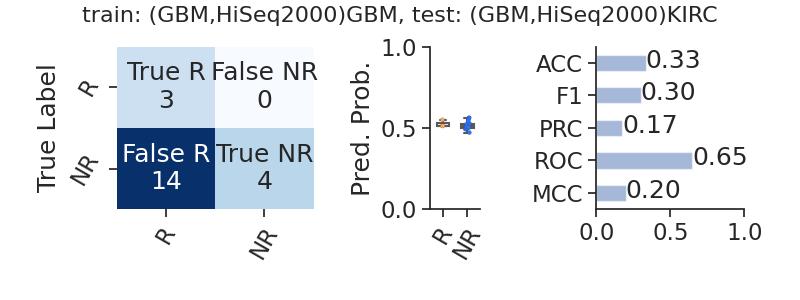 train: (GBM,HiSeq2000)GBM, test: (GBM,HiSeq2000)KIRC
True Label
R
NR
True R
3
False NR
0
False R
14
True NR
4
R
NR
Pred. Prob.
1.0
0.5
0.0
R
NR
ACC
0.33
F1
0.30
PRC
0.17
ROC
0.65
MCC
0.20
0.0
0.5
1.0